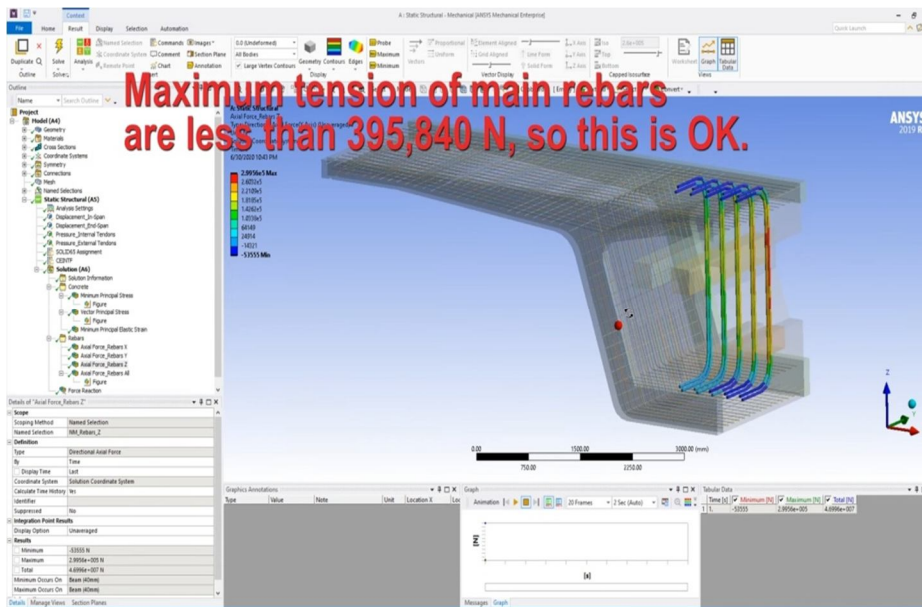 A : Static Structural - Mechanical [ANSYS Mechanical Enterprise]
Context
File Home Result Display Selection Automation
Quick Launch
Duplicate
Outline
Solve
Analysis
Named Selection
Coordinate System
Remote Point
Commands
Comment
Chart
Images
Section Plane
Annotation
0.0 (Undeformed)
All Bodies
Large Vertex Contours
Geometry Contours Edges
Display
Probe
Maximum
Minimum
Vectors
Proportional
Uniform
Element Aligned
Grid Aligned
Line Form
Solid Form
Vector Display
X Axis
Y Axis
Z Axis
Iso
Top
Bottom
Capped Isosurface
Worksheet Graph Tabular Data
Views
Maximum tension of main rebars
are less than 395,840 N, so this is OK.
Outline
Name Search Outline
Project
Model (A4)
Geometry
Materials
Cross Sections
Coordinate Systems
Symmetry
Connections
Mesh
Named Selections
Static Structural (A5)
Analysis Settings
Displacement_In-Span
Displacement_End-Span
Pressure_Internal Tendons
Pressure_External Tendons
SOLID65 Assignment
CEINTF
Solution (A6)
Solution Information
Concrete
Minimum Principal Stress
Figure
Vector Principal Stress
Figure
Minimum Principal Elastic Strain
Rebars
Axial Force_Rebars X
Axial Force_Rebars Y
Axial Force_Rebars Z
Axial Force_Rebars All
Figure
Force Reaction
A: Static Structural
Axial Force_Rebars Z
2.9956e5 Max
2.6032e5
2.2109e5
1.8185e5
1.4262e5
1.0339e5
64149
24914
-14321
-53555 Min
ANSYS
2019 R
Z
0.00 1500.00 3000.00 (mm)
750.00 2250.00
Details of "Axial Force_Rebars Z"
Scope
Scoping Method Named Selection
Named Selection NM_Rebars_Z
Definition
Type Directional Axial Force
By Time
Display Time Last
Coordinate System Solution Coordinate System
Calculate Time History Yes
Identifier
Suppressed No
Integration Point Results
Display Option Unaveraged
Results
Minimum -53555 N
Maximum 2.9956e+005 N
Total 4.6996e+007 N
Minimum Occurs On Beam (40mm)
Maximum Occurs On Beam (40mm)
Details Manage Views Section Planes
Graphics Annotations
Type Value Note Unit Location X Loc
Graph
Animation 20 Frames 2 Sec (Auto)
[N]
[s]
Messages Graph
Tabular Data
Time [s] Minimum [N] Maximum [N] Total [N]
1 1. -53555 2.9956e+005 4.6996e+007